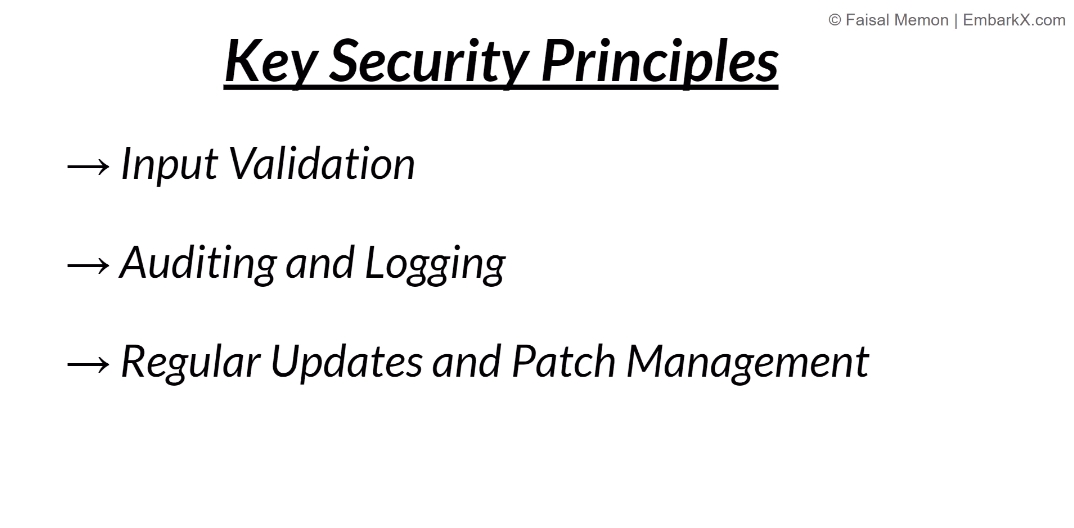 © Faisal Memon | EmbarkX.com
Key Security Principles
→ Input Validation
→ Auditing and Logging
→ Regular Updates and Patch Management